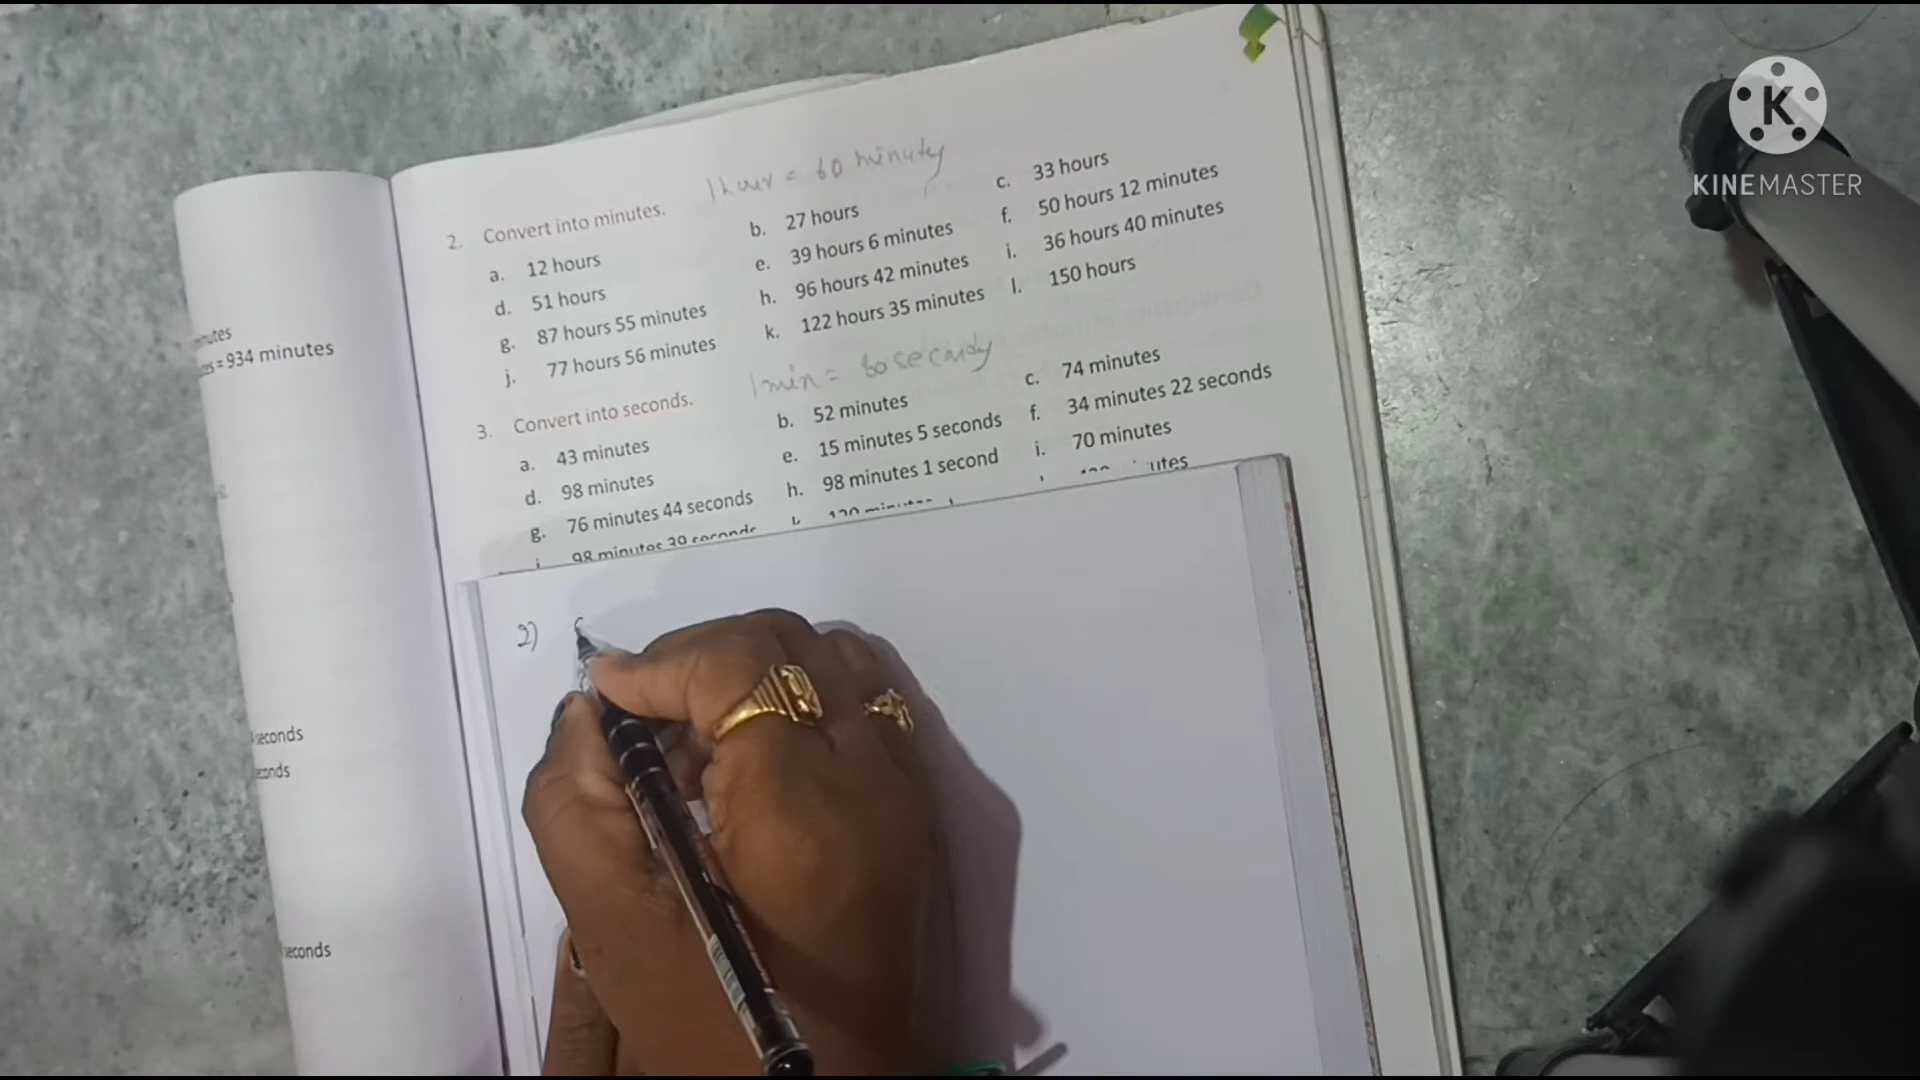 KINEMASTER
1 hour = 60 minutes
2. Convert into minutes.
a. 12 hours b. 27 hours c. 33 hours
d. 51 hours e. 39 hours 6 minutes f. 50 hours 12 minutes
g. 87 hours 55 minutes h. 96 hours 42 minutes i. 36 hours 40 minutes
j. 77 hours 56 minutes k. 122 hours 35 minutes l. 150 hours
1 min = 60 seconds
3. Convert into seconds.
a. 43 minutes b. 52 minutes c. 74 minutes
d. 98 minutes e. 15 minutes 5 seconds f. 34 minutes 22 seconds
g. 76 minutes 44 seconds h. 98 minutes 1 second i. 70 minutes
98 minutes 39 seconds
= 934 minutes
seconds
seconds
2)